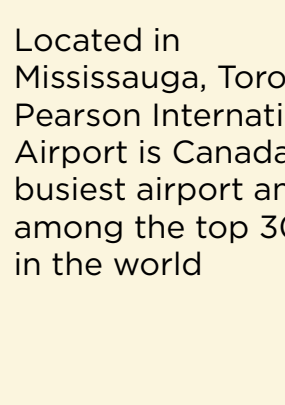 Located in
Mississauga, Toro
Pearson Internati
Airport is Canada
busiest airport an
among the top 30
in the world